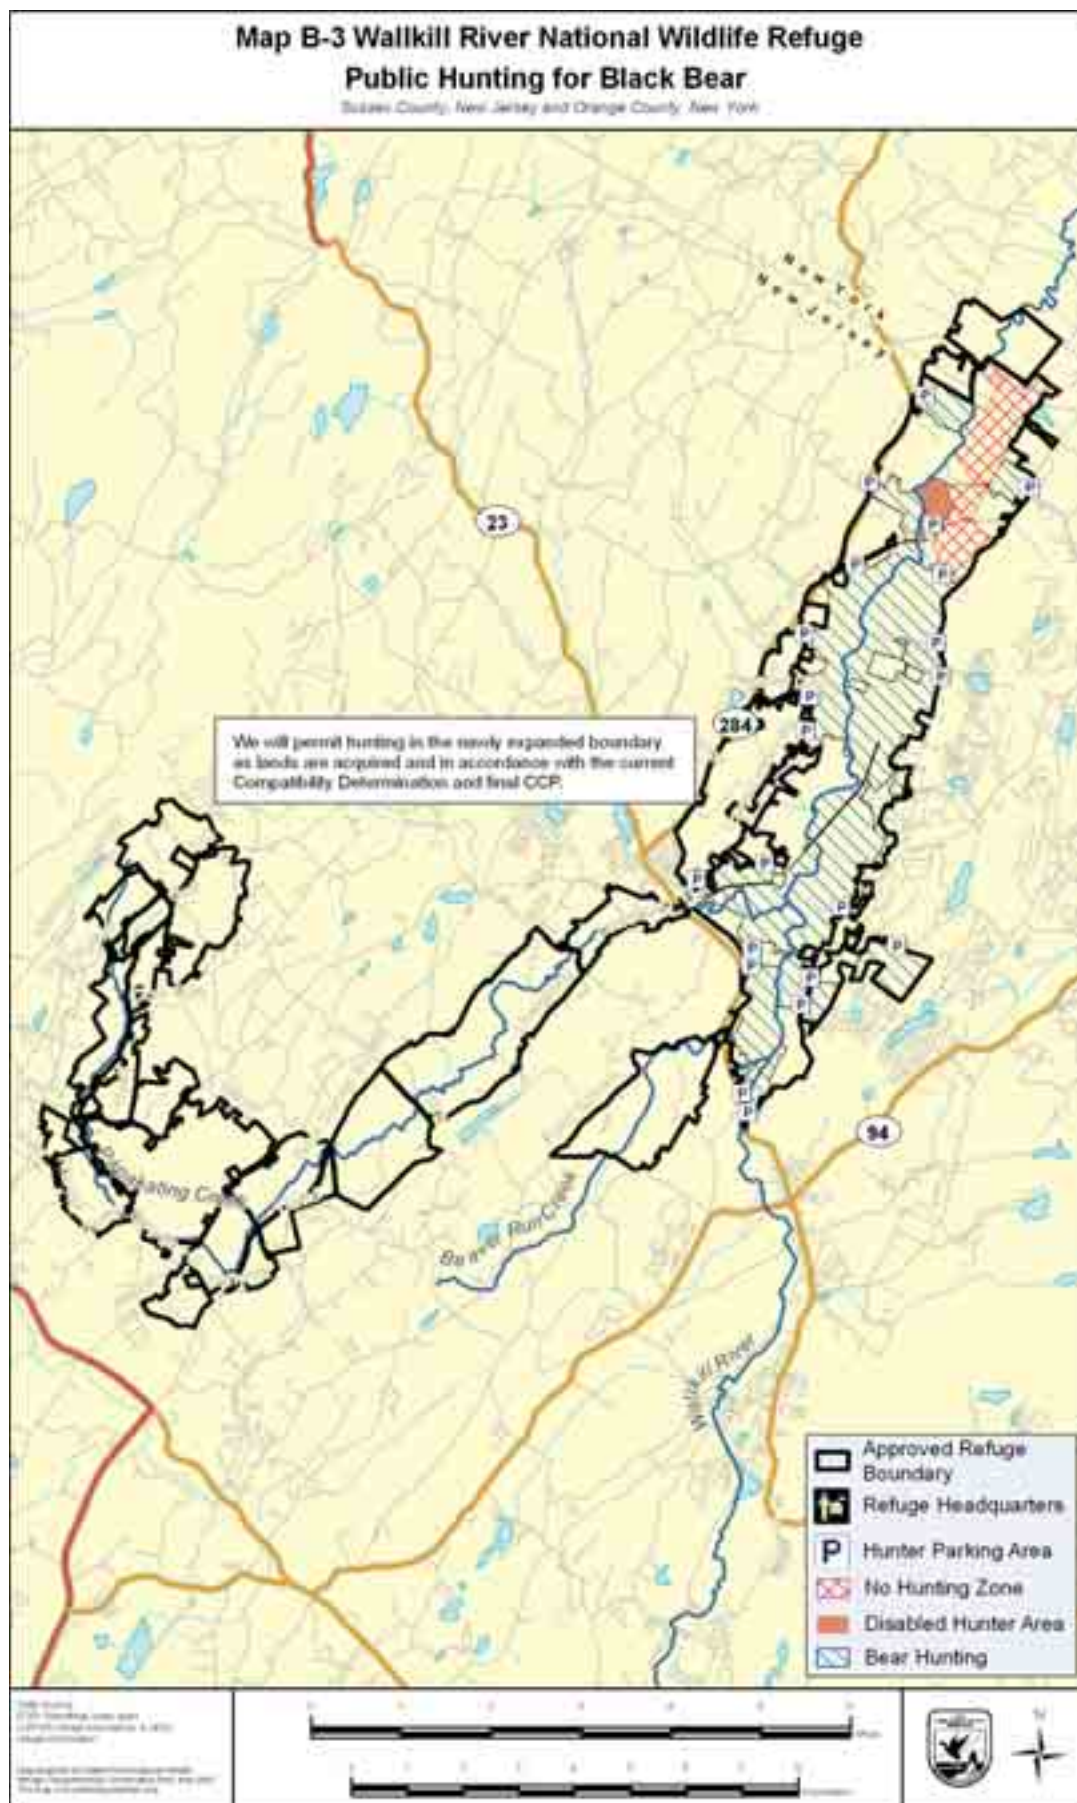 Map B-3 Wallkill River National Wildlife Refuge
Public Hunting for Black Bear
Sussex County, New Jersey and Orange County, New York
New York
New Jersey
23
284
We will permit hunting in the newly expanded boundary
as lands are acquired and in accordance with the current
Compatibility Determination and final CCP.
94
Beaver Run Creek
Wallkill River
Approved Refuge
Boundary
Refuge Headquarters
P Hunter Parking Area
No Hunting Zone
Disabled Hunter Area
Bear Hunting
N